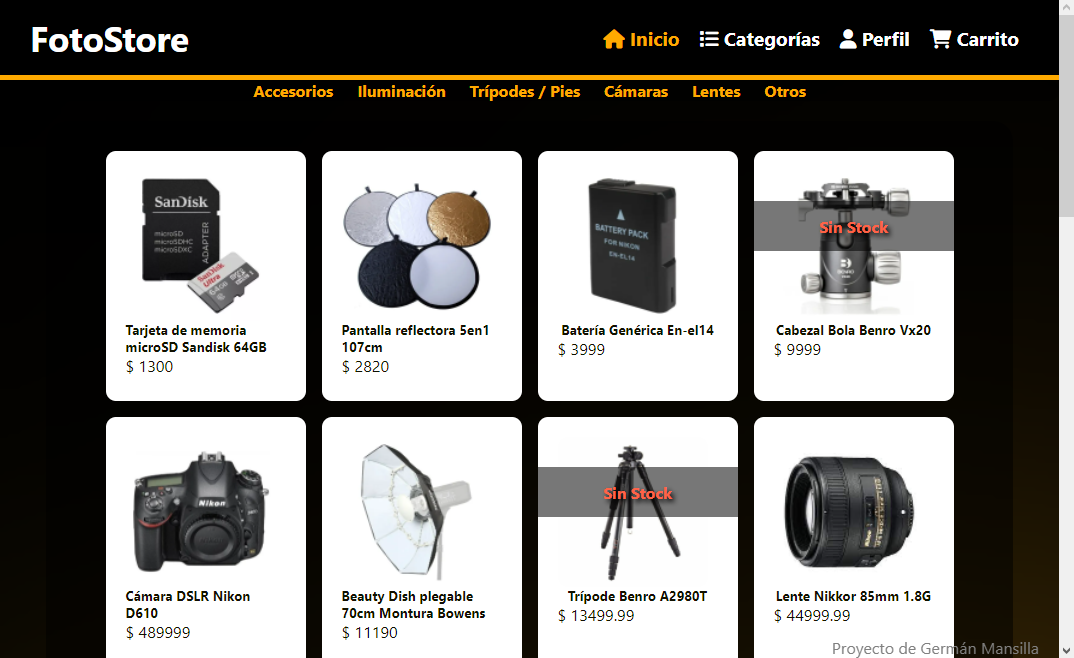 FotoStore
Inicio Categorías Perfil Carrito
Accesorios Iluminación Trípodes / Pies Cámaras Lentes Otros
SanDisk
microSD
microSDHC
microSDXC
ADAPTER
SanDisk
Ultra
64GB
Tarjeta de memoria
microSD Sandisk 64GB
$ 1300
Pantalla reflectora 5en1
107cm
$ 2820
BATTERY PACK
FOR NIKON
EN-EL14
Batería Genérica En-el14
$ 3999
Sin Stock
BENRO
Cabezal Bola Benro Vx20
$ 9999
Nikon
Cámara DSLR Nikon
D610
$ 489999
Beauty Dish plegable
70cm Montura Bowens
$ 11190
Sin Stock
Trípode Benro A2980T
$ 13499.99
Nikon
Lente Nikkor 85mm 1.8G
$ 44999.99
Proyecto de Germán Mansilla